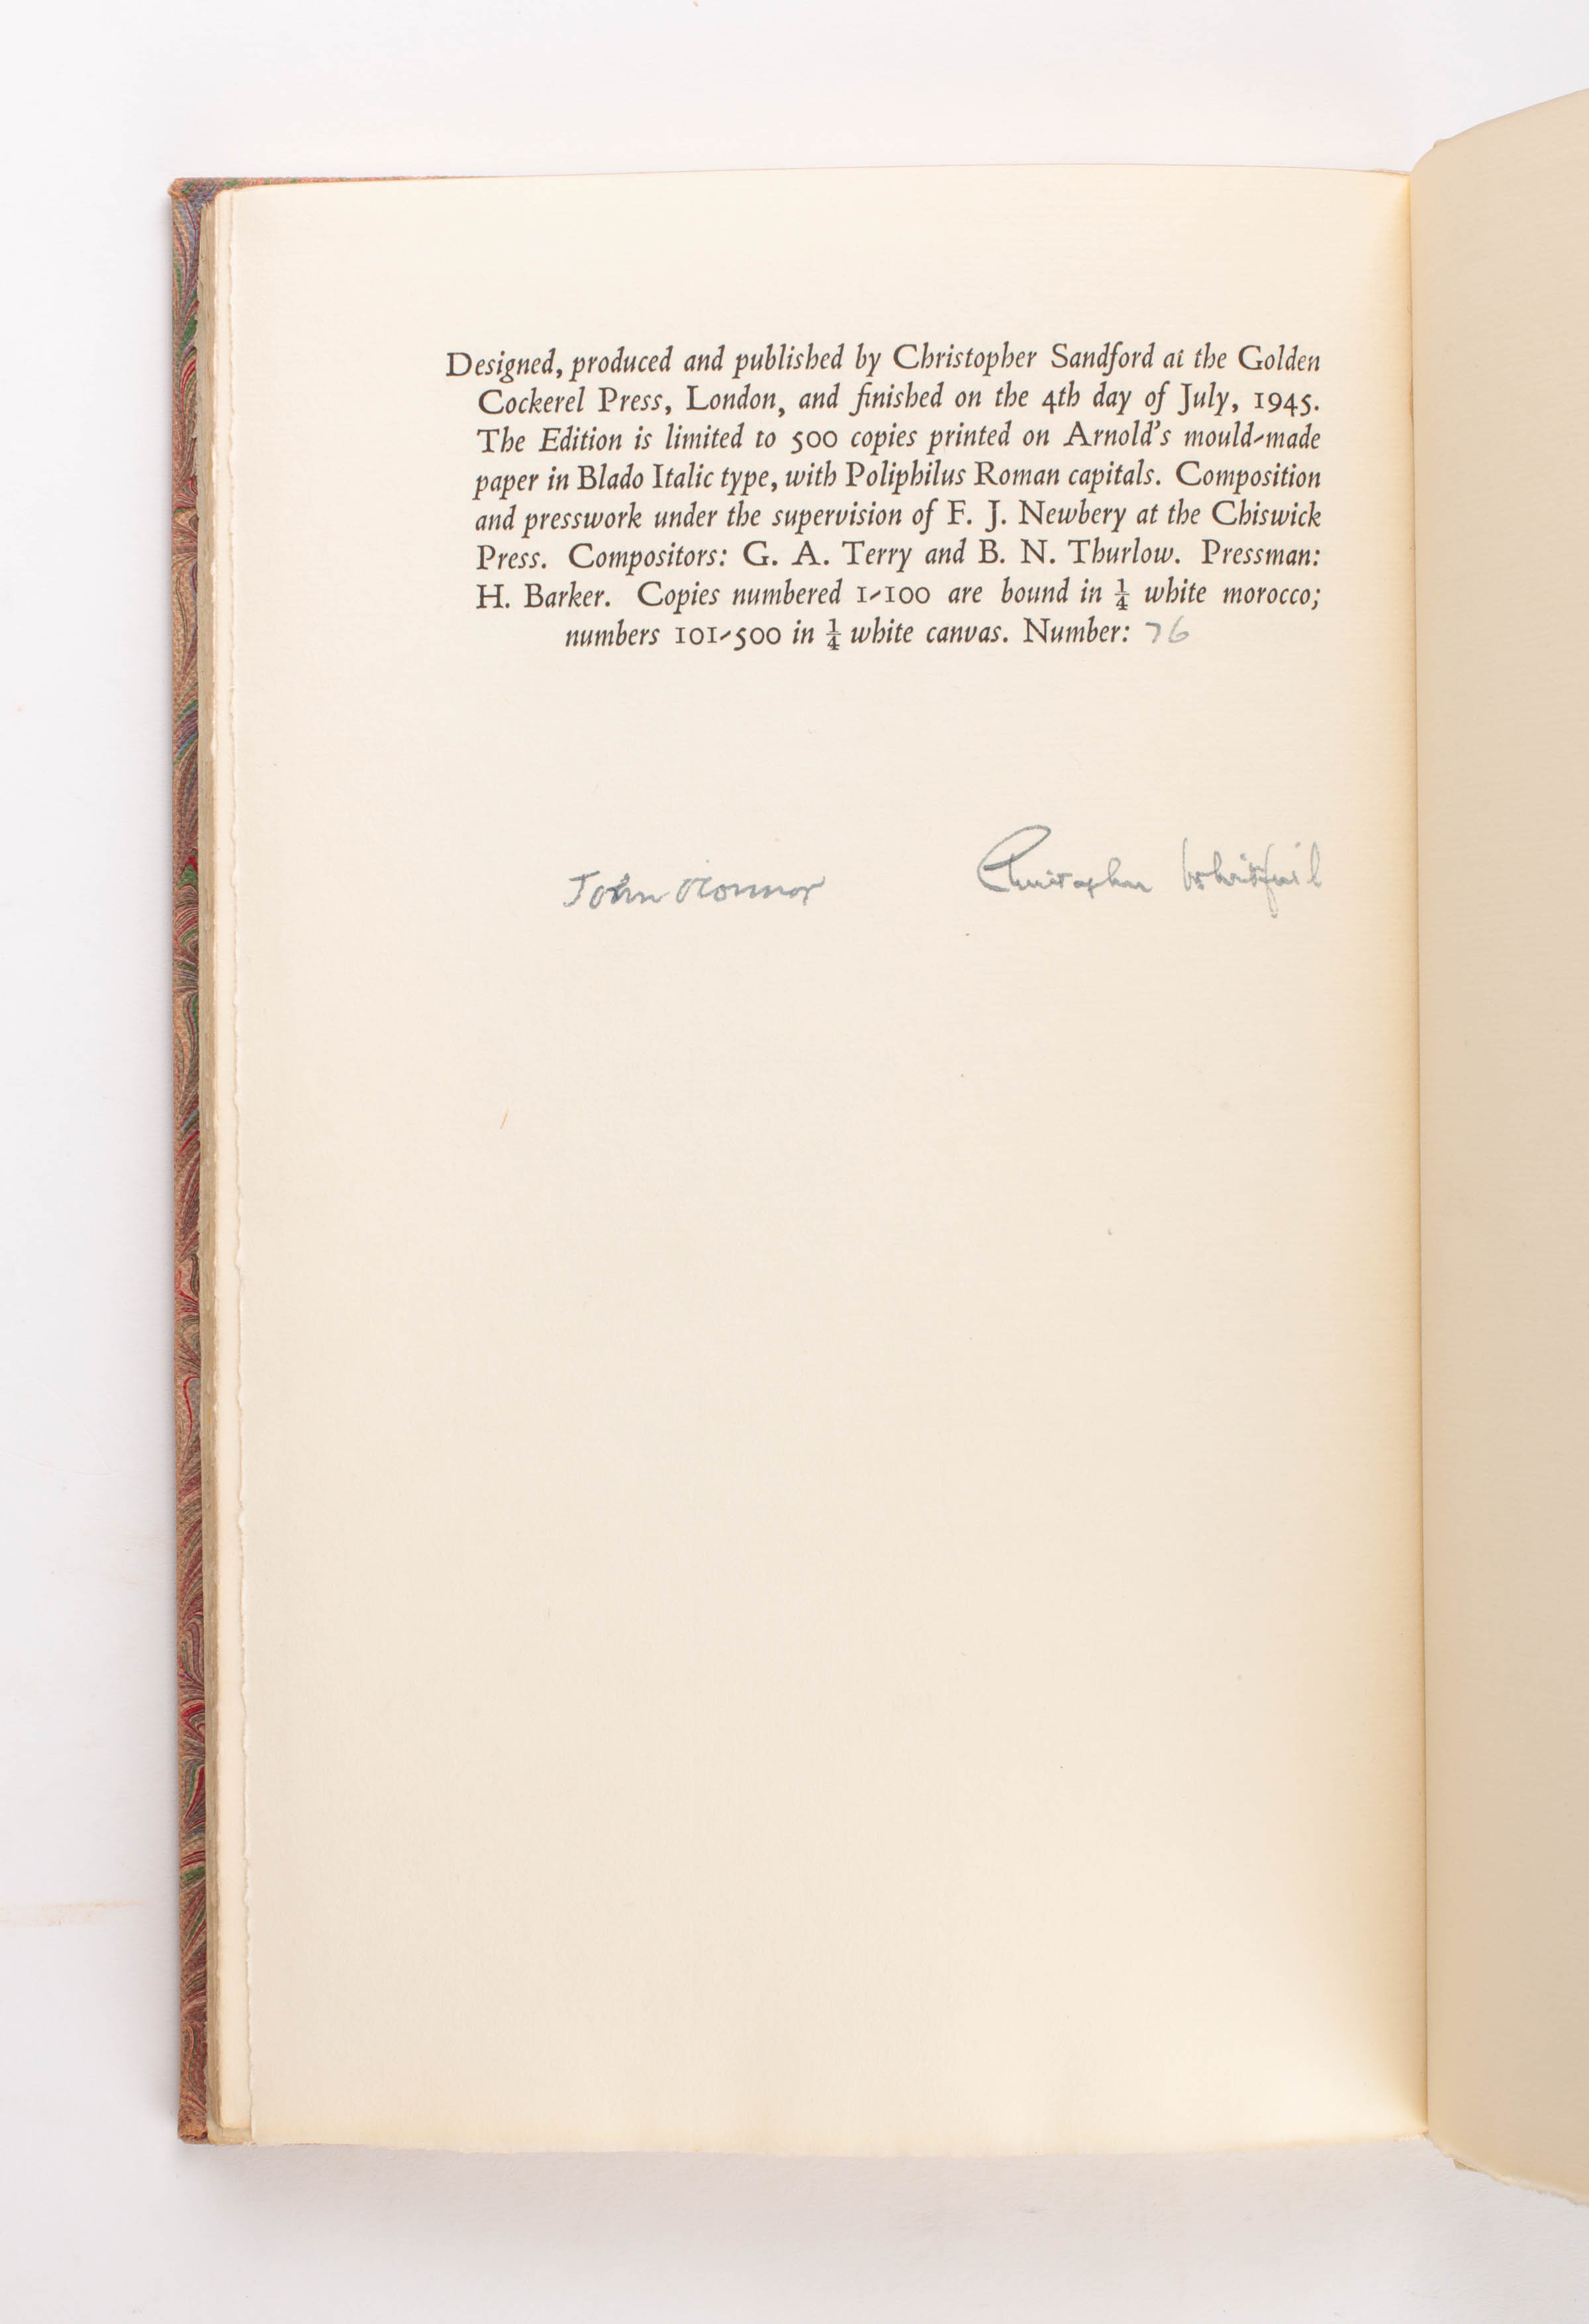 Designed, produced and published by Christopher Sandford at the Golden
Cockerel Press, London, and finished on the 4th day of July, 1945.
The Edition is limited to 500 copies printed on Arnold's mould-made
paper in Blado Italic type, with Poliphilus Roman capitals. Composition
and presswork under the supervision of F. J. Newbery at the Chiswick
Press. Compositors: G. A. Terry and B. N. Thurlow. Pressman:
H. Barker. Copies numbered 1-100 are bound in ¼ white morocco;
numbers 101-500 in ¼ white canvas. Number: 76
John O'Connor Christopher Whitfield